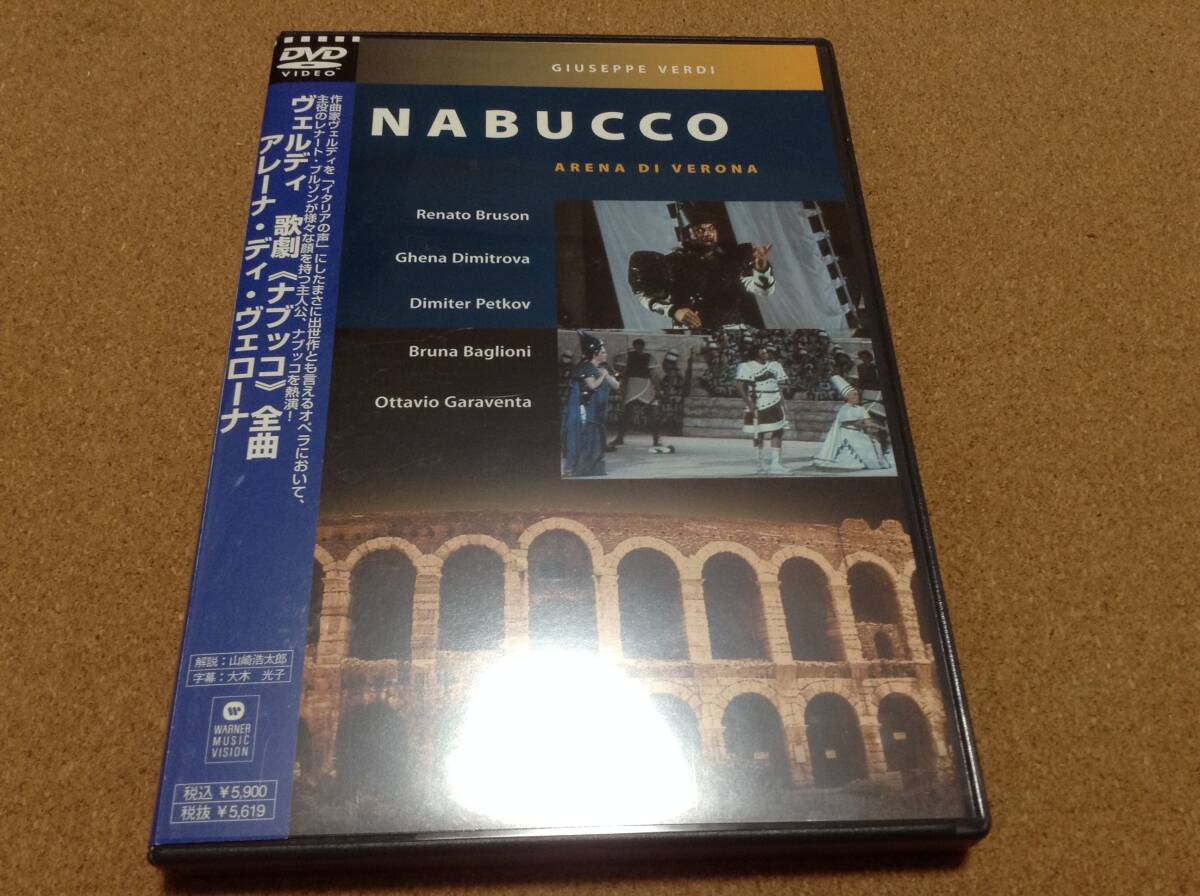 DVD
VIDEO
作曲家ヴェルディを「イタリアの声」にしたまさに出世作とも言えるオペラにおいて、
主役のレナート・ブルゾンが様々な顔を持つ主人公、ナブッコを熱演!
ヴェルディ 歌劇《ナブッコ》全曲
アレーナ・ディ・ヴェローナ
解説:山崎浩太郎
字幕:大木 光子
WARNER
MUSIC
VISION
税込 ¥5,900
税抜 ¥5,619
GIUSEPPE VERDI
NABUCCO
ARENA DI VERONA
Renato Bruson
Ghena Dimitrova
Dimiter Petkov
Bruna Baglioni
Ottavio Garaventa